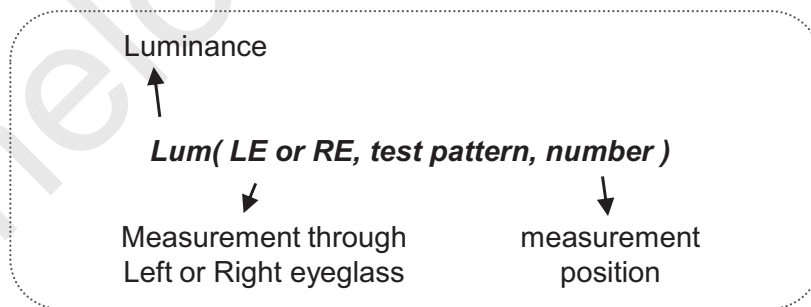 Luminance
Lum( LE or RE, test pattern, number )
Measurement through
Left or Right eyeglass
measurement
position